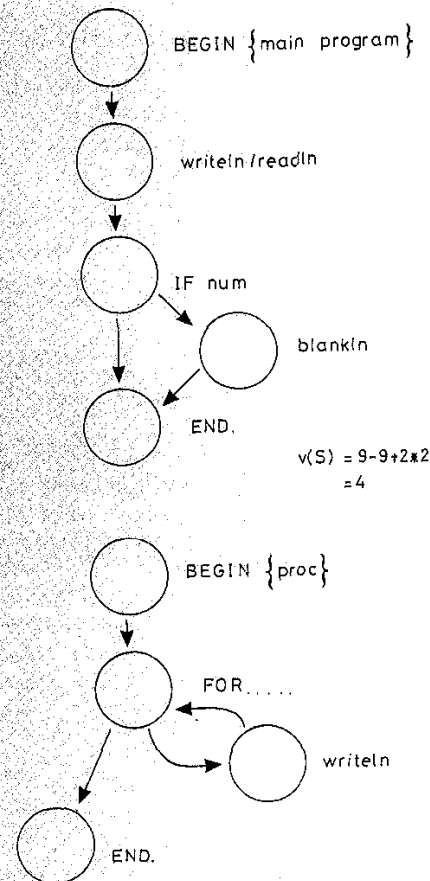 BEGIN {main program}
writeln/readln
IF num
blankln
END.
v(S) = 9-9+2*2
=4
BEGIN {proc}
FOR.....
writeln
END.